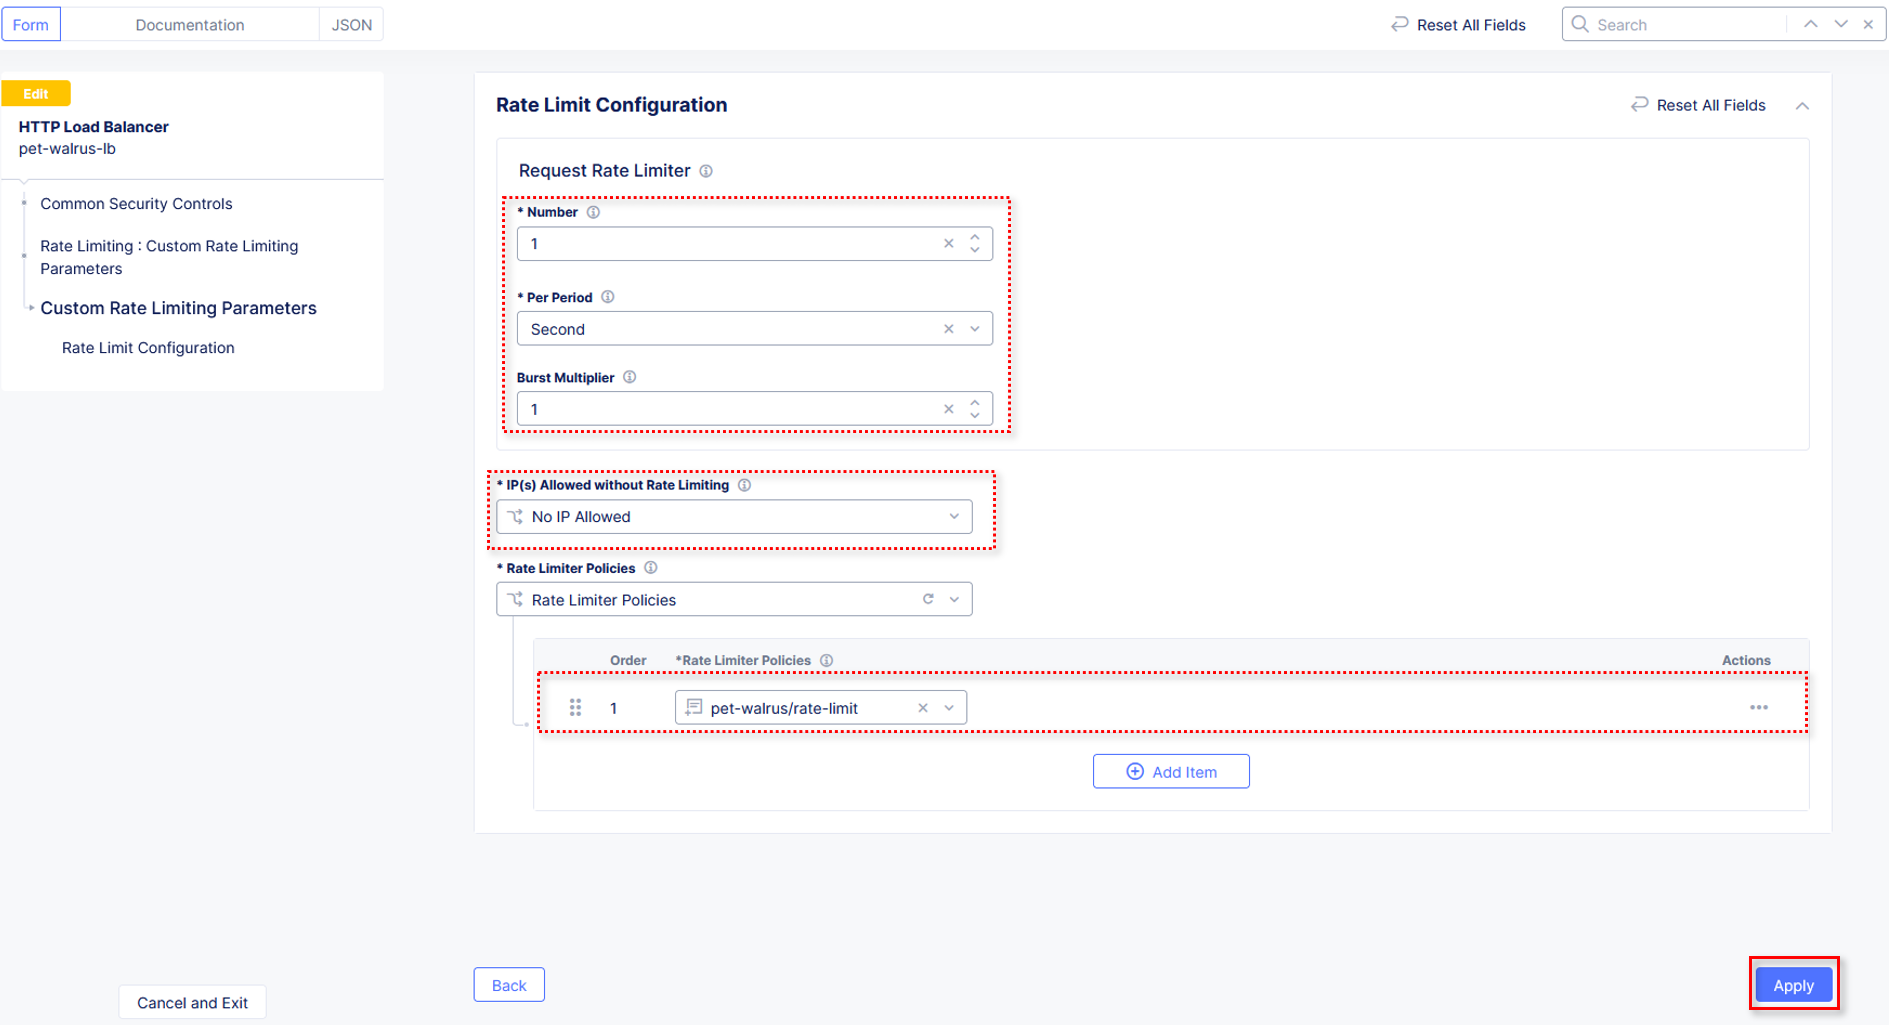 Form
Documentation
JSON
Reset All Fields
Search
Edit
HTTP Load Balancer
pet-walrus-lb
Common Security Controls
Rate Limiting : Custom Rate Limiting
Parameters
Custom Rate Limiting Parameters
Rate Limit Configuration
Rate Limit Configuration
Reset All Fields
Request Rate Limiter
* Number
1
* Per Period
Second
Burst Multiplier
1
* IP(s) Allowed without Rate Limiting
No IP Allowed
* Rate Limiter Policies
Rate Limiter Policies
Order *Rate Limiter Policies Actions
1 pet-walrus/rate-limit
Add Item
Back
Apply
Cancel and Exit